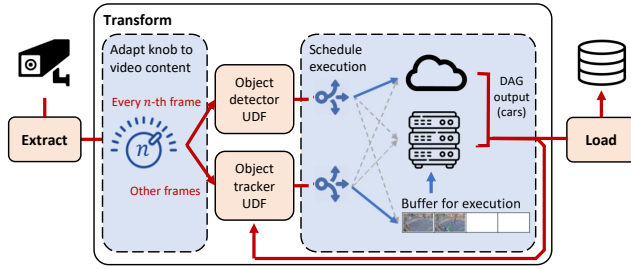 Transform
Adapt knob to
video content
Schedule
execution
Every n-th frame
Object
detector
UDF
DAG
output
(cars)
Extract
n
Load
Other frames
Object
tracker
UDF
Buffer for execution